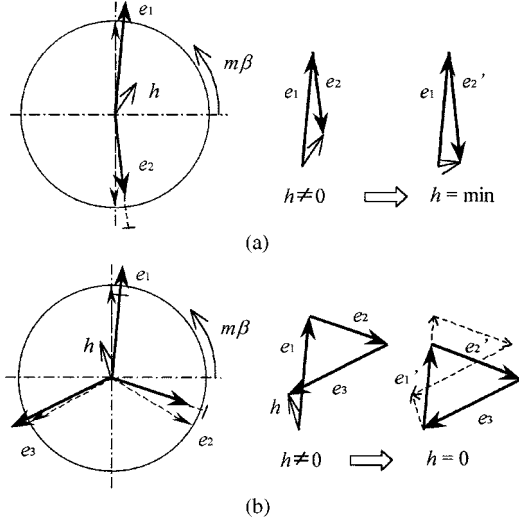 e₁
mβ
h
e₂
e₁ e₂
h≠0
e₁ e₂'
h = min
(a)
e₁
mβ
h
e₃
e₂
e₁ e₂
e₃
h
h≠0
e₁' e₂'
e₃
h = 0
(b)